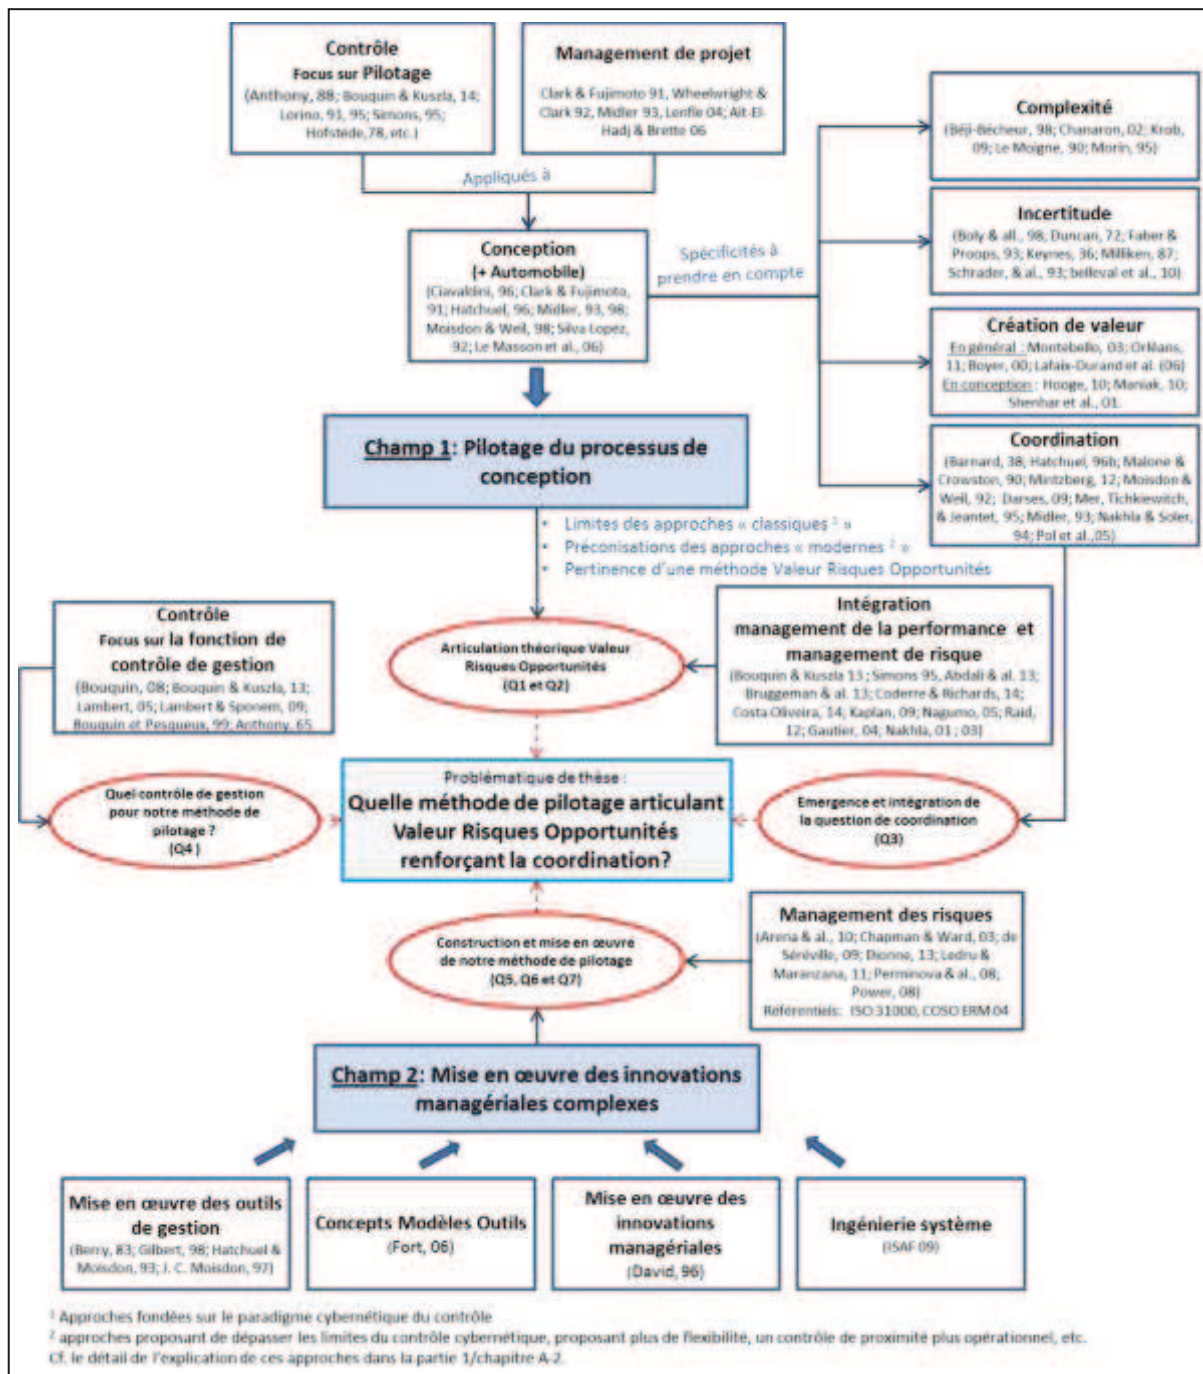 Contrôle
Focus sur Pilotage
(Anthony, 88; Bouquin & Kuszla, 14;
Lorino, 91, 95; Simons, 95;
Hofstede,78, etc.)
Management de projet
Clark & Fujimoto 91, Wheelwright &
Clark 92, Midler 93, Lenfle 04; Ait-El-
Hadj & Brette 06
Appliqués à
Conception
(+ Automobile)
(Ciavaldini, 96; Clark & Fujimoto,
91; Hatchuel, 96; Midler, 93, 98;
Moisdon & Weil, 98; Silva Lopez,
92; Le Masson et al., 06)
Spécificités à
prendre en compte
Complexité
(Béji-Bécheur, 98; Chanaron, 02; Krob,
09; Le Moigne, 90; Morin, 95)
Incertitude
(Boly & all., 98, Duncan, 72; Faber &
Proops, 93; Keynes, 36; Milliken, 87;
Schrader, & al., 93; belleval et al., 10)
Création de valeur
En général : Montebello, 03; Orléans,
11; Boyer, 00; Lafaix-Durand et al. (06)
En conception : Hooge, 10; Maniak, 10;
Shenhar et al., 01.
Coordination
(Barnard, 38, Hatchuel, 96b; Malone &
Crowston, 90; Mintzberg, 12; Moisdon &
Weil, 92; Darses, 09; Mer, Tichkiewitch,
& Jeantet, 95; Midler, 93; Nakhla & Soler,
94; Pol et al.,05)
Champ 1: Pilotage du processus de
conception
• Limites des approches « classiques ¹ »
• Préconisations des approches « modernes ² »
• Pertinence d'une méthode Valeur Risques Opportunités
Contrôle
Focus sur la fonction de
contrôle de gestion
(Bouquin, 08; Bouquin & Kuszla, 13;
Lambert, 05; Lambert & Sponem, 09;
Bouquin et Pesqueux, 99; Anthony, 65
Articulation théorique Valeur
Risques Opportunités
(Q1 et Q2)
Intégration
management de la performance et
management de risque
(Bouquin & Kuszla 13 ; Simons 95, Abdali & al. 13;
Bruggeman & al. 13; Coderre & Richards, 14;
Costa Oliveira, 14; Kaplan, 09; Nagumo, 05; Raid,
12; Gautier, 04; Nakhla, 01 ; 03)
Quel contrôle de gestion
pour notre méthode de
pilotage ?
(Q4 )
Problématique de thèse :
Quelle méthode de pilotage articulant
Valeur Risques Opportunités
renforçant la coordination?
Emergence et intégration de
la question de coordination
(Q3)
Construction et mise en œuvre
de notre méthode de pilotage
(Q5, Q6 et Q7)
Management des risques
(Arena & al., 10; Chapman & Ward, 03; de
Séréville, 09; Dionne, 13; Ledru &
Maranzana, 11; Perminova & al., 08;
Power, 08)
Référentiels: ISO 31000, COSO ERM 04
Champ 2: Mise en œuvre des innovations
managériales complexes
Mise en œuvre des outils
de gestion
(Berry, 83; Gilbert, 98; Hatchuel &
Moisdon, 93; J. C. Moisdon, 97)
Concepts Modèles Outils
(Fort, 06)
Mise en œuvre des
innovations
managériales
(David, 96)
Ingénierie système
(ISAF 09)
¹ Approches fondées sur le paradigme cybernétique du contrôle
² approches proposant de dépasser les limites du contrôle cybernétique, proposant plus de flexibilité, un contrôle de proximité plus opérationnel, etc.
Cf. le détail de l'explication de ces approches dans la partie 1/chapitre A-2.